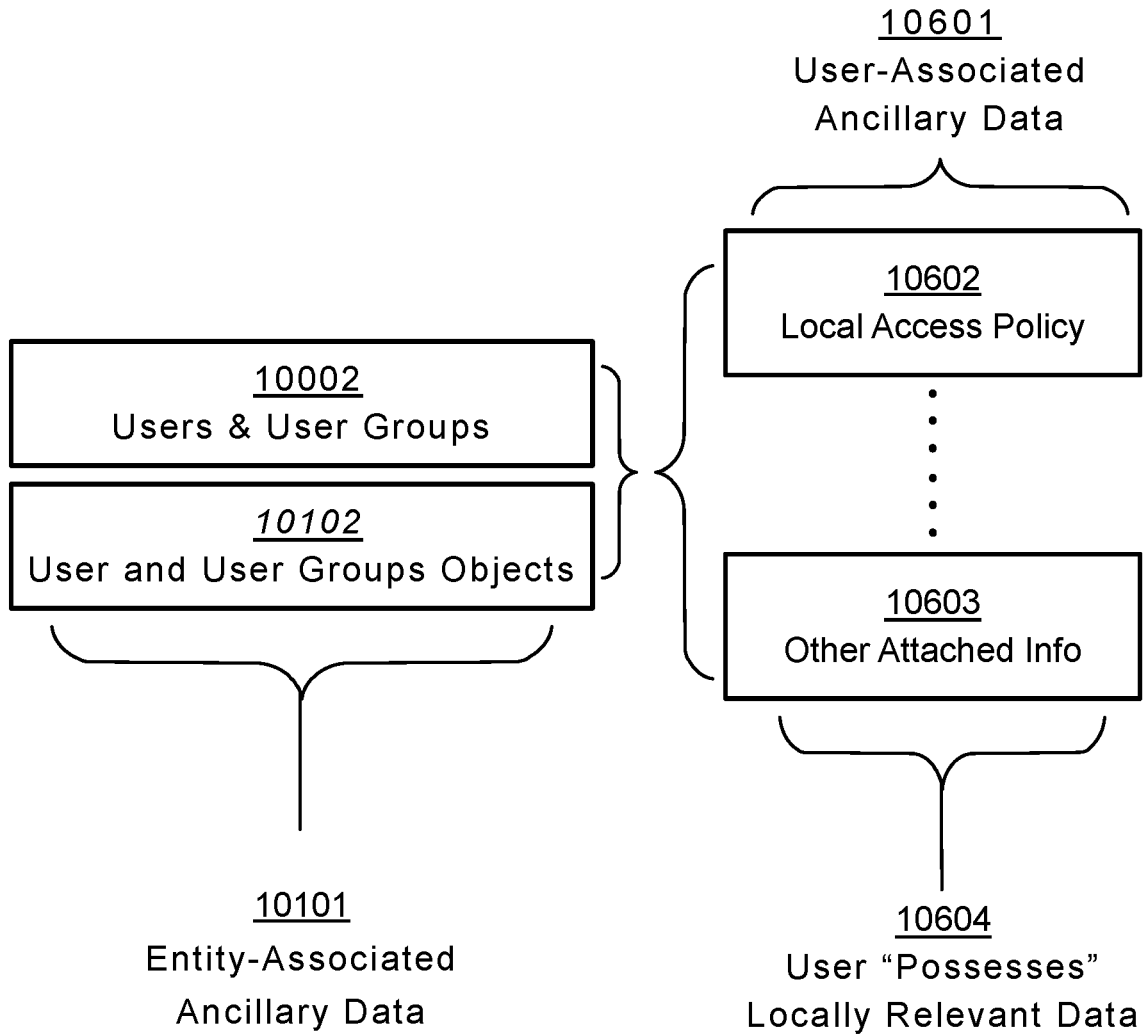 10601
User-Associated
Ancillary Data
10602
Local Access Policy
10002
Users & User Groups
10102
User and User Groups Objects
10603
Other Attached Info
10101
Entity-Associated
Ancillary Data
10604
User “Possesses”
Locally Relevant Data